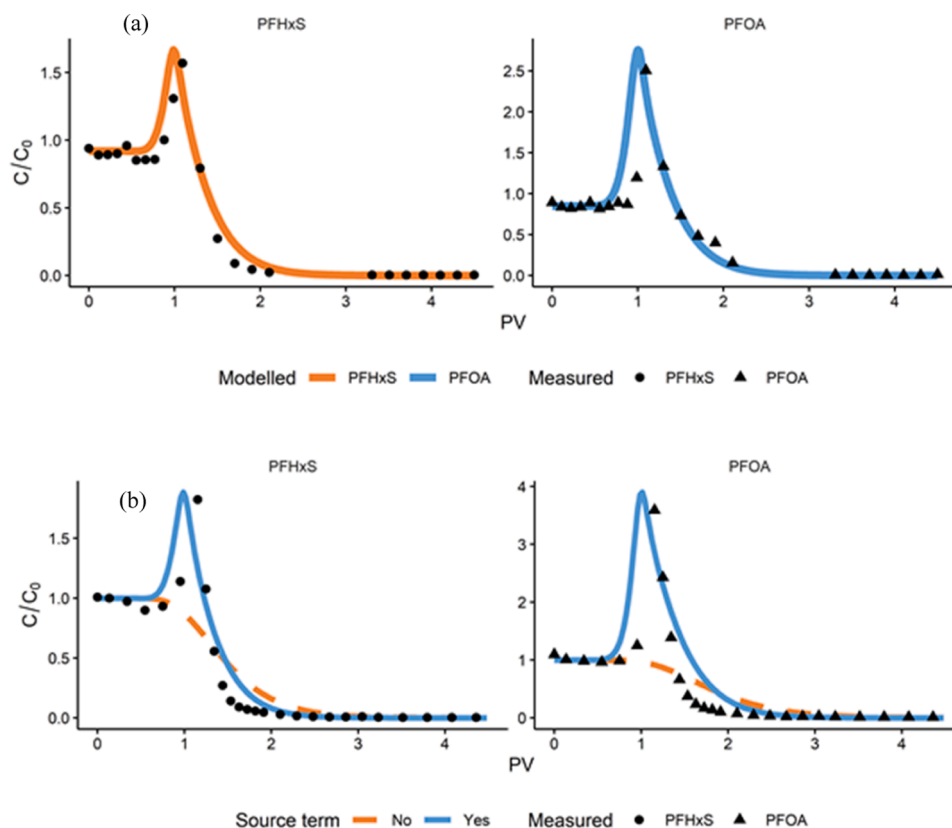 (a)
PFHxS
PFOA
C/C0
1.5
1.0
0.5
0.0
2.5
2.0
1.5
1.0
0.5
0.0
0 1 2 3 4
0 1 2 3 4
PV
Modelled PFHxS PFOA Measured PFHxS PFOA
(b)
PFHxS
PFOA
C/C0
1.5
1.0
0.5
0.0
4
3
2
1
0
0 1 2 3 4
0 1 2 3 4
PV
Source term No Yes Measured PFHxS PFOA